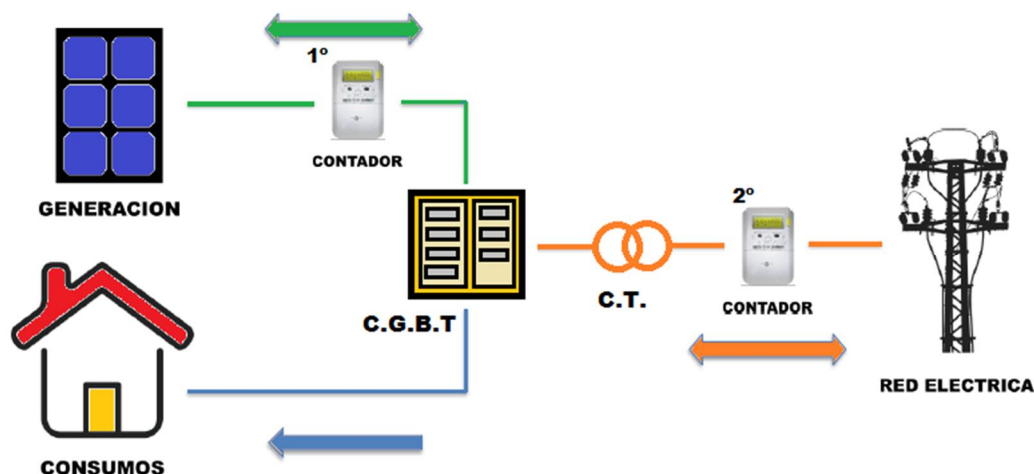 1º
CONTADOR
GENERACION
2º
C.G.B.T
C.T.
CONTADOR
RED ELECTRICA
CONSUMOS